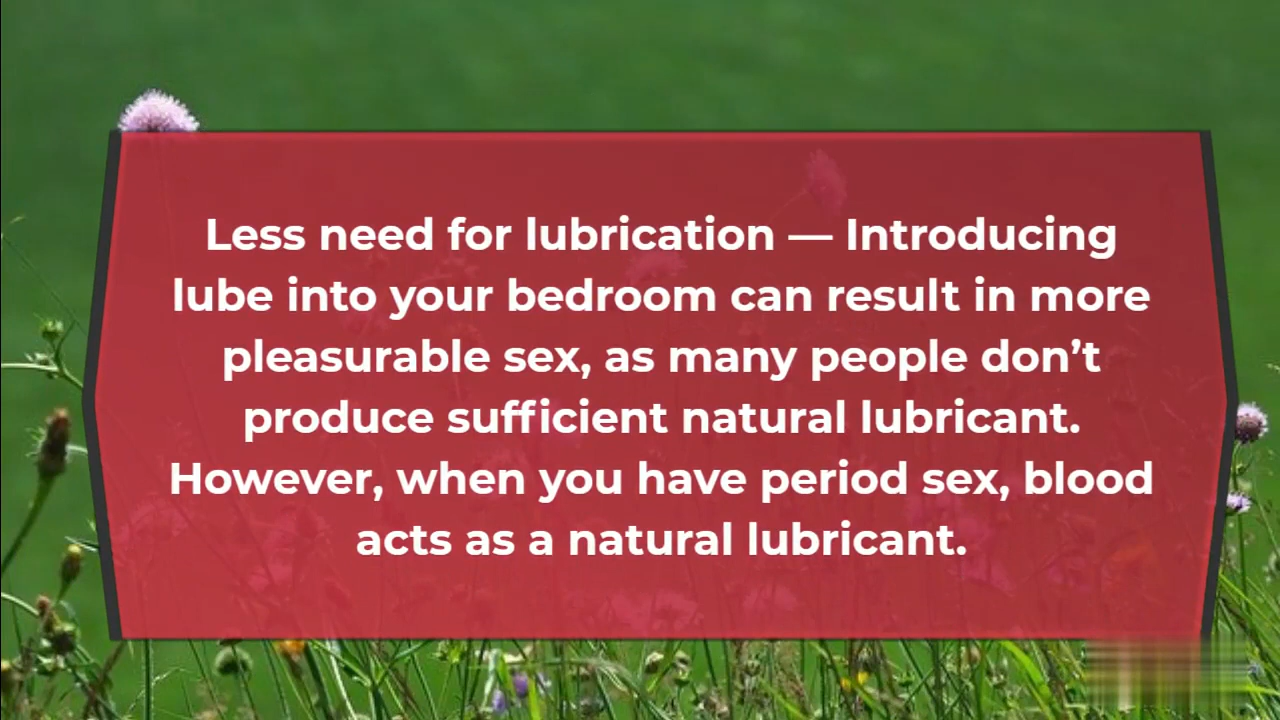 Less need for lubrication — Introducing
lube into your bedroom can result in more
pleasurable sex, as many people don’t
produce sufficient natural lubricant.
However, when you have period sex, blood
acts as a natural lubricant.